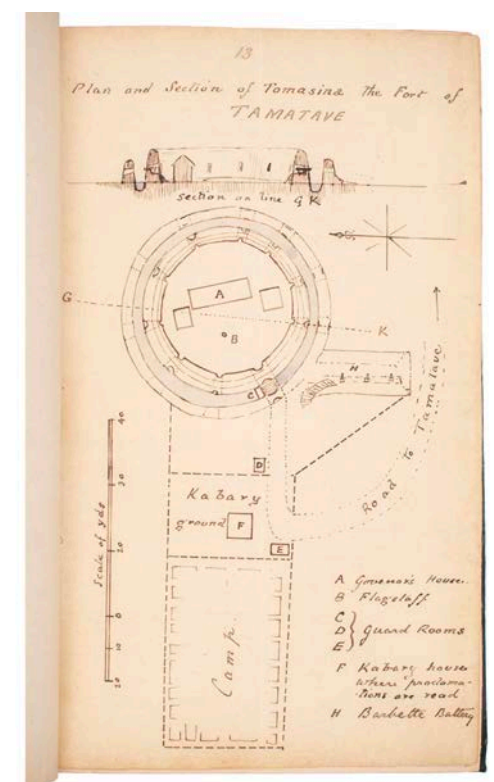 13
Plan and Section of Tomasina the Fort of
TAMATAVE
section on line G K
G
A
K
B
C
H
Road to Tamatave
D
Kabary
ground
F
E
Camp
Scale of yds
40
30
20
0
10
20
A Governor's House
B Flagstaff
C
D } Guard Rooms
E
F Kabary house
where proclama-
tions are read
H Barbette Battery